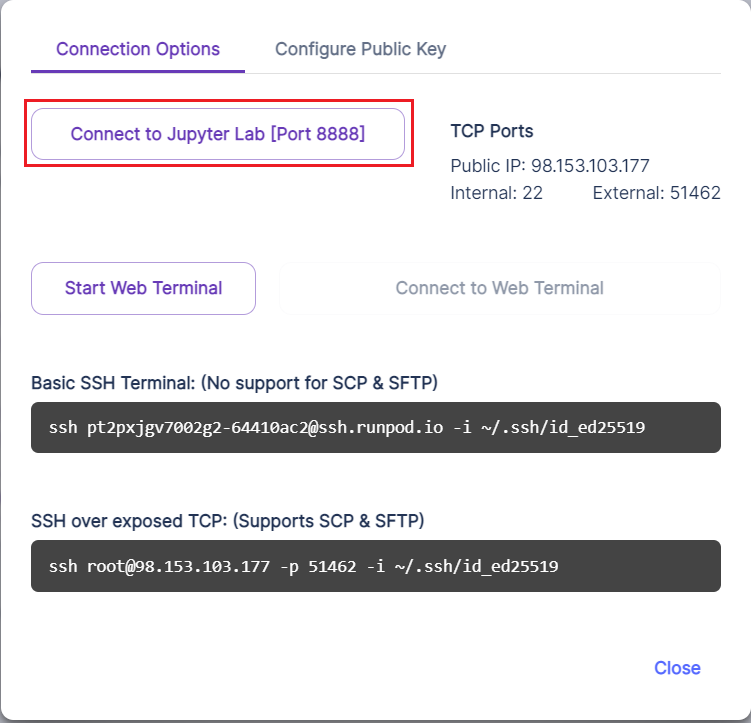 Connection Options
Configure Public Key
Connect to Jupyter Lab [Port 8888]
TCP Ports
Public IP: 98.153.103.177
Internal: 22 External: 51462
Start Web Terminal
Connect to Web Terminal
Basic SSH Terminal: (No support for SCP & SFTP)
ssh pt2pxjgv7002g2-64410ac2@ssh.runpod.io -i ~/.ssh/id_ed25519
SSH over exposed TCP: (Supports SCP & SFTP)
ssh root@98.153.103.177 -p 51462 -i ~/.ssh/id_ed25519
Close